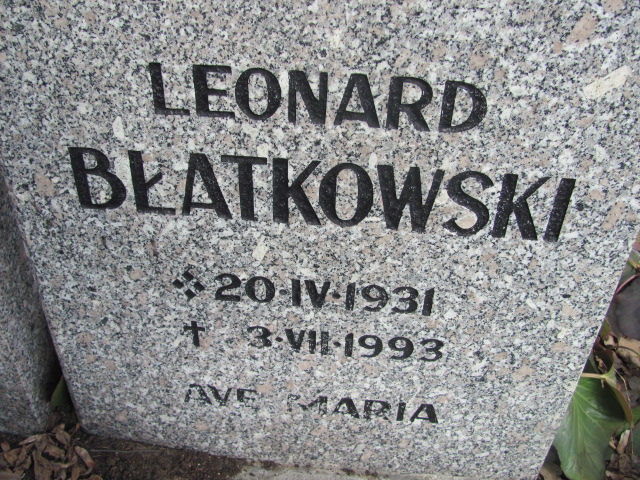 LEONARD
BŁATKOWSKI
20·IV·1931
† 3·VII·1993
AVE MARIA